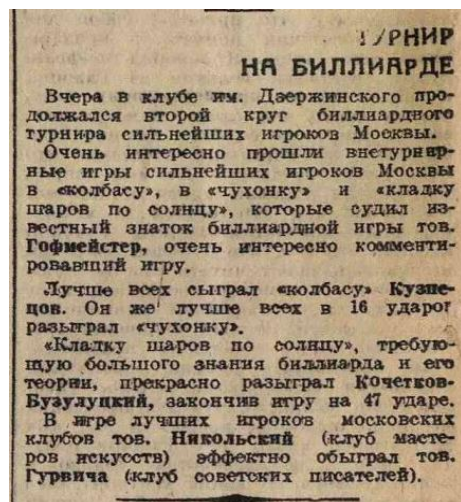 ТУРНИР
НА БИЛЛИАРДЕ
Вчера в клубе им. Дзержинского про-
должался второй круг биллиардного
турнира сильнейших игроков Москвы.
Очень интересно прошли внетурнир-
ные игры сильнейших игроков Москвы
в «колбасу», в «чухонку» и «кладку
шаров по солнцу», которые судил из-
вестный знаток биллиардной игры тов.
Гофмейстер, очень интересно комменти-
ровавший игру.
Лучше всех сыграл «колбасу» Кузне-
цов. Он же лучше всех в 16 ударов
разыграл «чухонку».
«Кладку шаров по солнцу», требую-
щую большого знания биллиарда и его
теории, прекрасно разыграл Кочетков-
Бузулуцкий, закончив игру на 47 ударе.
В игре лучших игроков московских
клубов тов. Никольский (клуб масте-
ров искусств) эффектно обыграл тов.
Гурвича (клуб советских писателей).